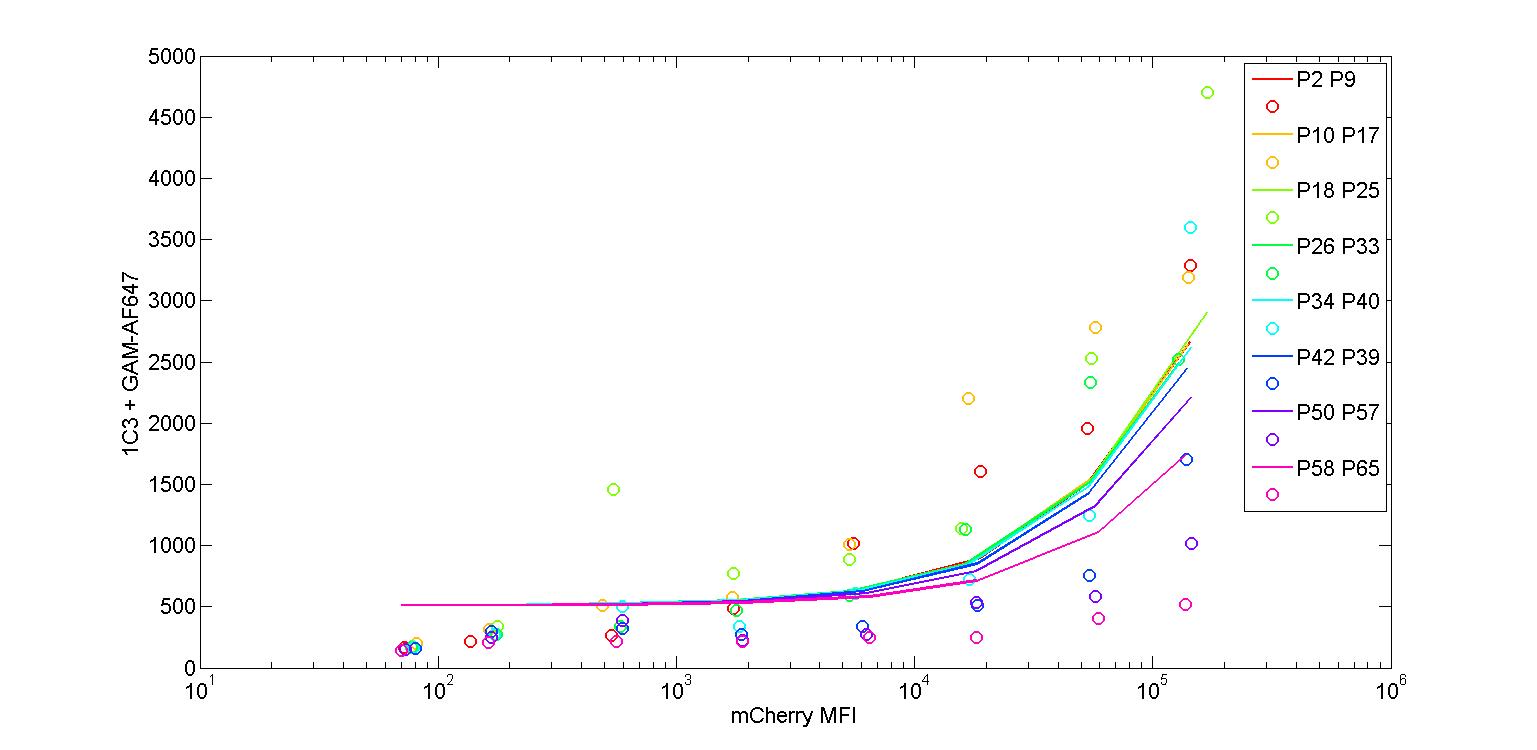 5000
4500
4000
3500
3000
2500
2000
1500
1000
500
0
1C3 + GAM-AF647
10^1 10^2 10^3 10^4 10^5 10^6
mCherry MFI
P2 P9
P10 P17
P18 P25
P26 P33
P34 P40
P42 P39
P50 P57
P58 P65